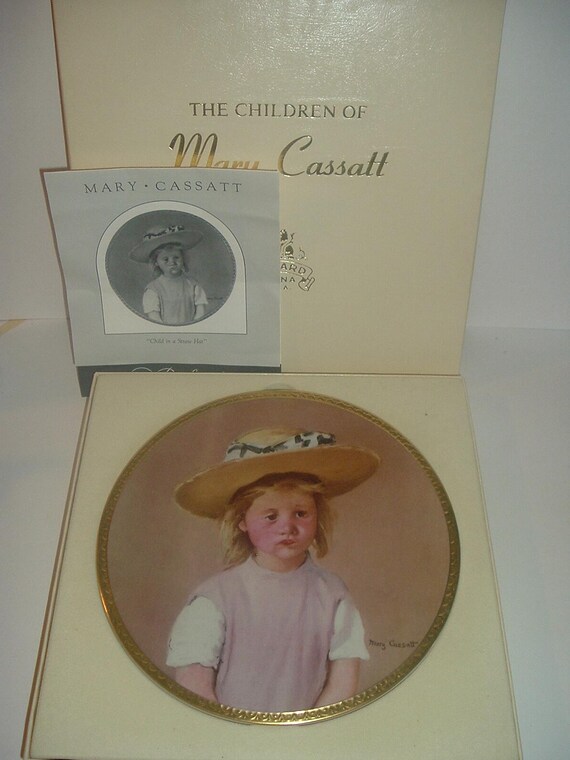 THE CHILDREN OF
Mary Cassatt
MARY · CASSATT
"Child in a Straw Hat"
Mary Cassatt